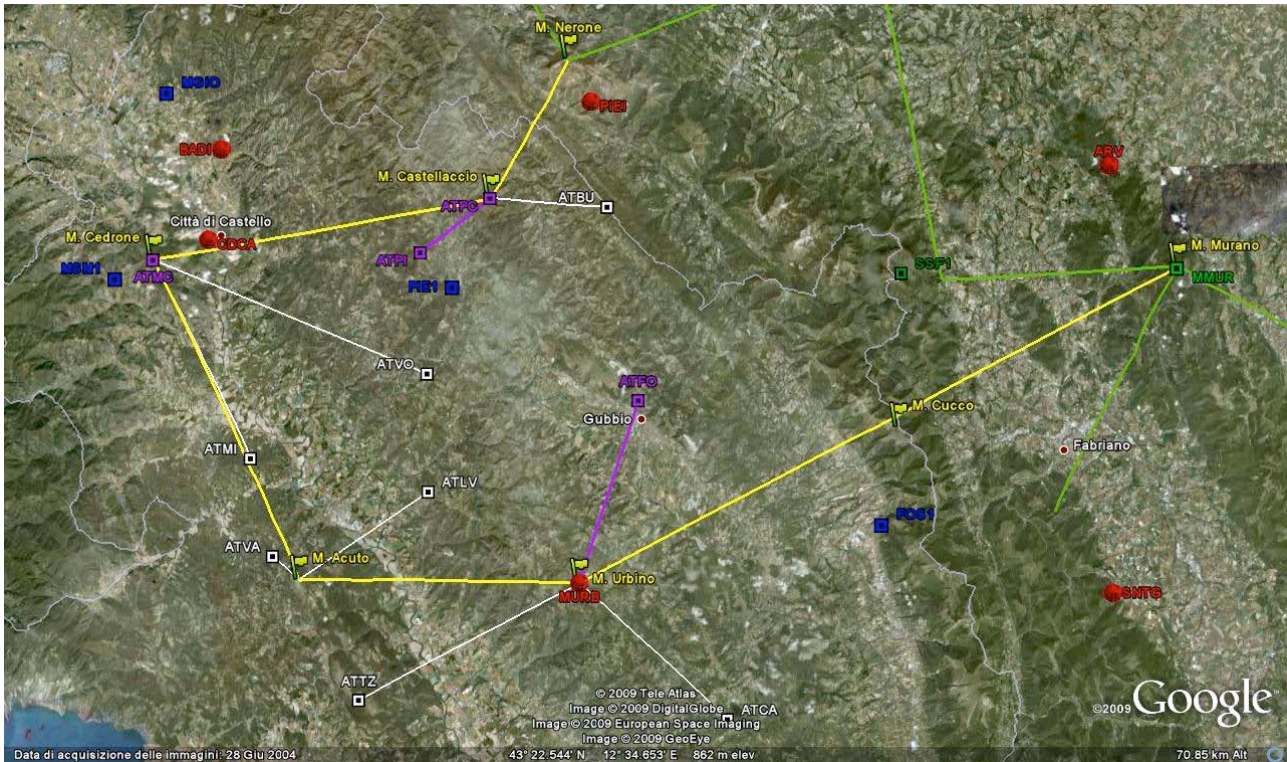 M. Nerone
MGIO
PIEI
BADI
ARV
M. Castellaccio
ATPC
ATBU
Città di Castello
M. Cedrone
CDCA
M. Murano
ATPI
SSF1
MMUR
ATMC
MSM1
PIE1
ATVO
ATFO
M. Cucco
Gubbio
Fabriano
ATMI
ATLV
FOS1
ATVA
M. Acuto
M. Urbino
MURB
SNTG
ATTZ
© 2009 Tele Atlas
Image © 2009 DigitalGlobe
ATCA
©2009 Google
Image © 2009 European Space Imaging
Image © 2009 GeoEye
Data di acquisizione delle immagini: 28 Giu 2004
43° 22.544' N 12° 34.653' E 862 m elev
70.85 km Alt